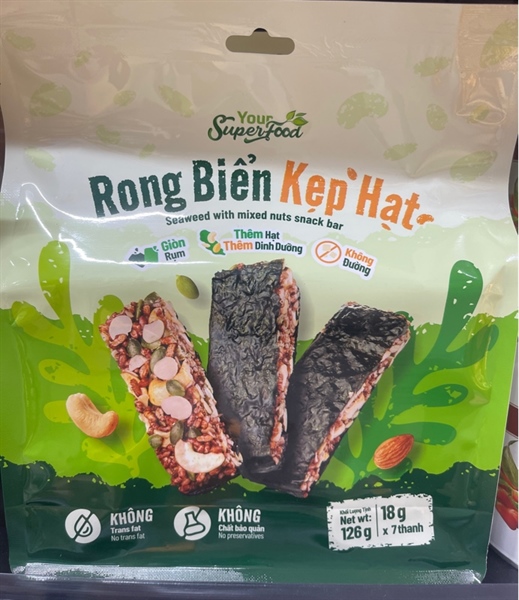 Your
SuperFood
Rong Biển Kẹp Hạt
Seaweed with mixed nuts snack bar
Giòn
Rụm
Thêm Hạt
Thêm Dinh Dưỡng
Không
Đường
KHÔNG
Trans fat
No trans fat
KHÔNG
Chất bảo quản
No preservatives
Khối Lượng Tịnh
Net wt:
126g
18 g
x 7 thanh